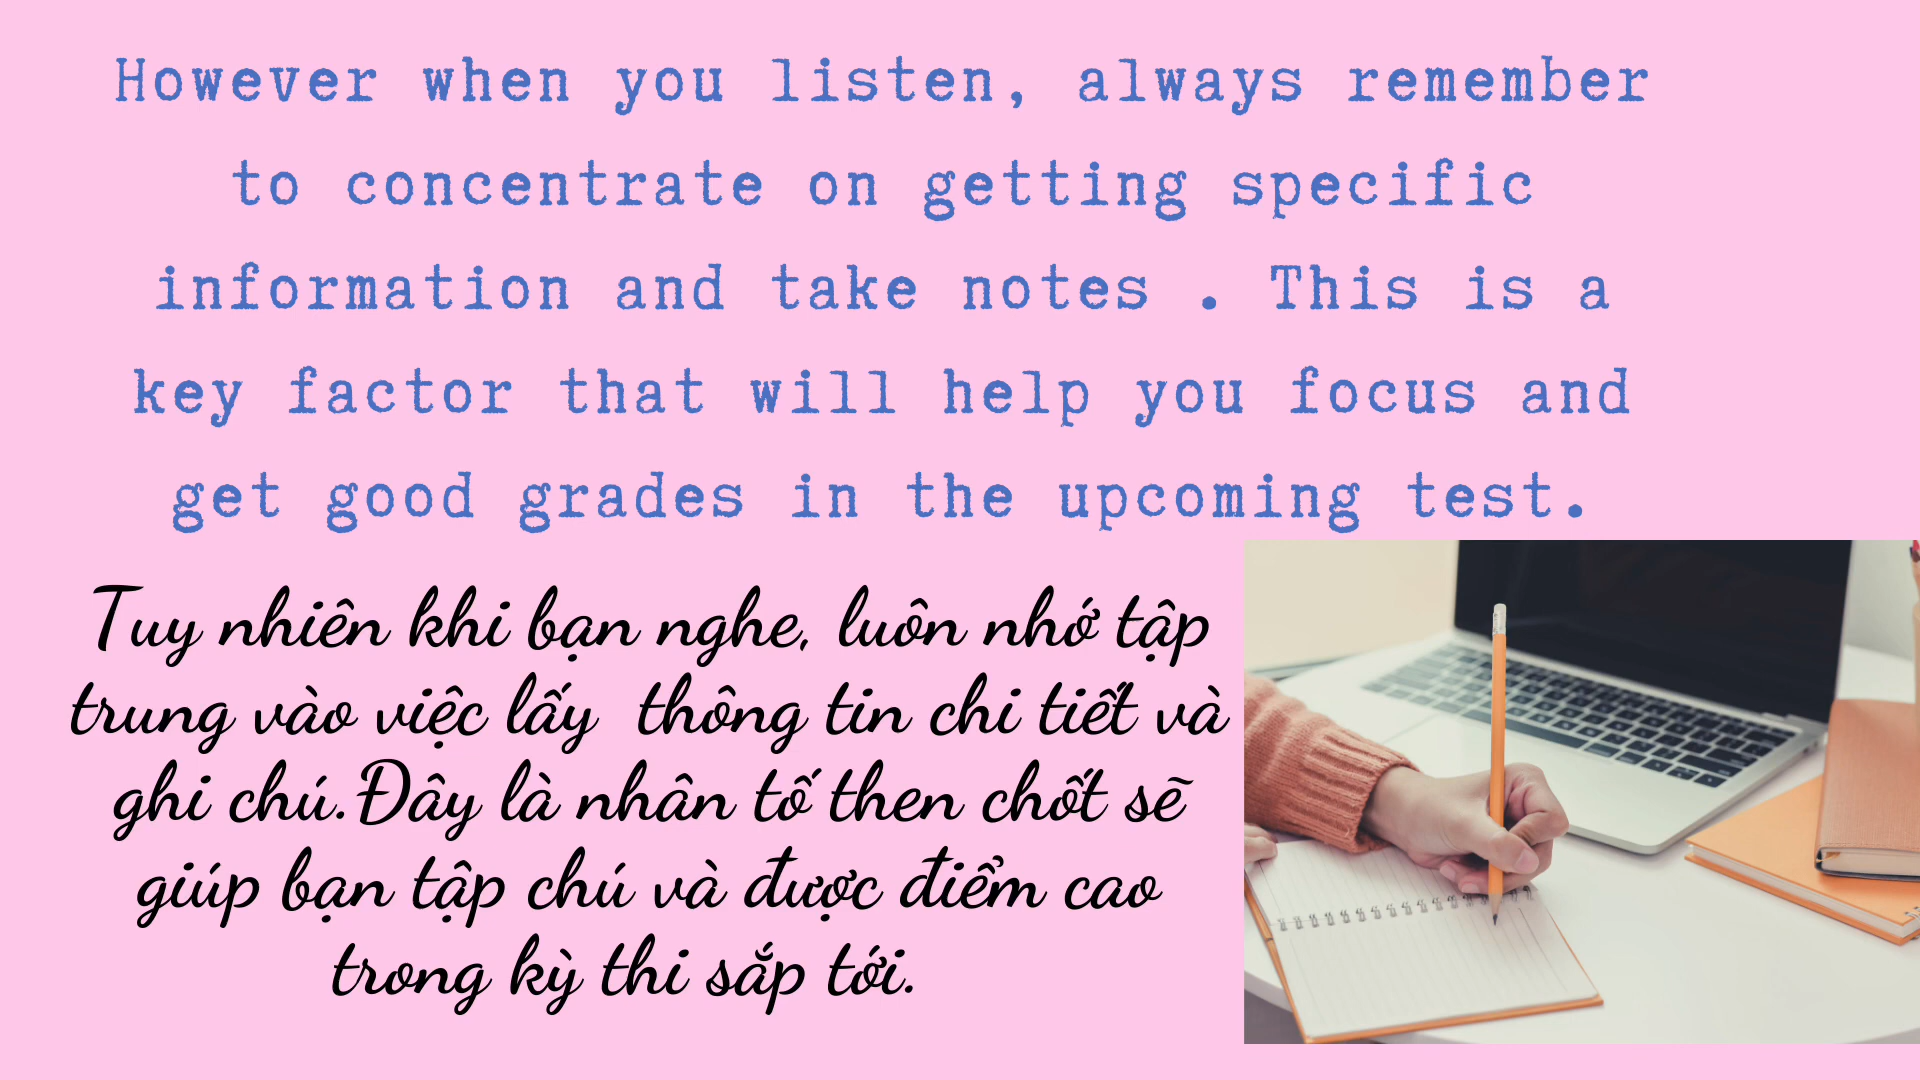 However when you listen, always remember
to concentrate on getting specific
information and take notes . This is a
key factor that will help you focus and
get good grades in the upcoming test.
Tuy nhiên khi bạn nghe, luôn nhớ tập
trung vào việc lấy  thông tin chi tiết và
ghi chú.Đây là nhân tố then chốt sẽ
giúp bạn tập chú và được điểm cao
trong kỳ thi sắp tới.